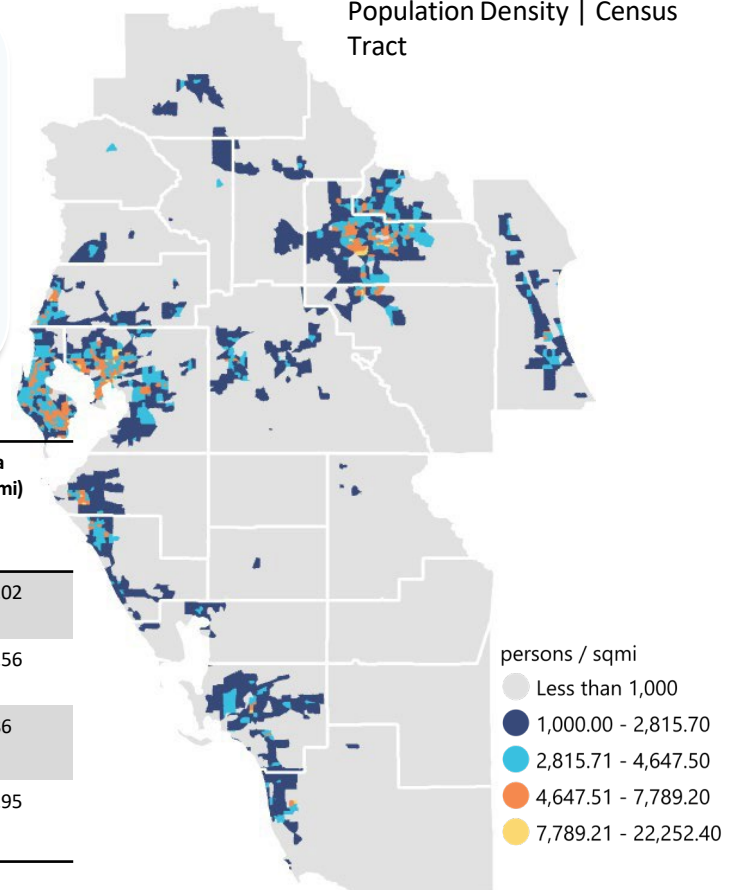 Population Density | Census
Tract
a
mi)
02
56
6
95
persons / sqmi
Less than 1,000
1,000.00 - 2,815.70
2,815.71 - 4,647.50
4,647.51 - 7,789.20
7,789.21 - 22,252.40